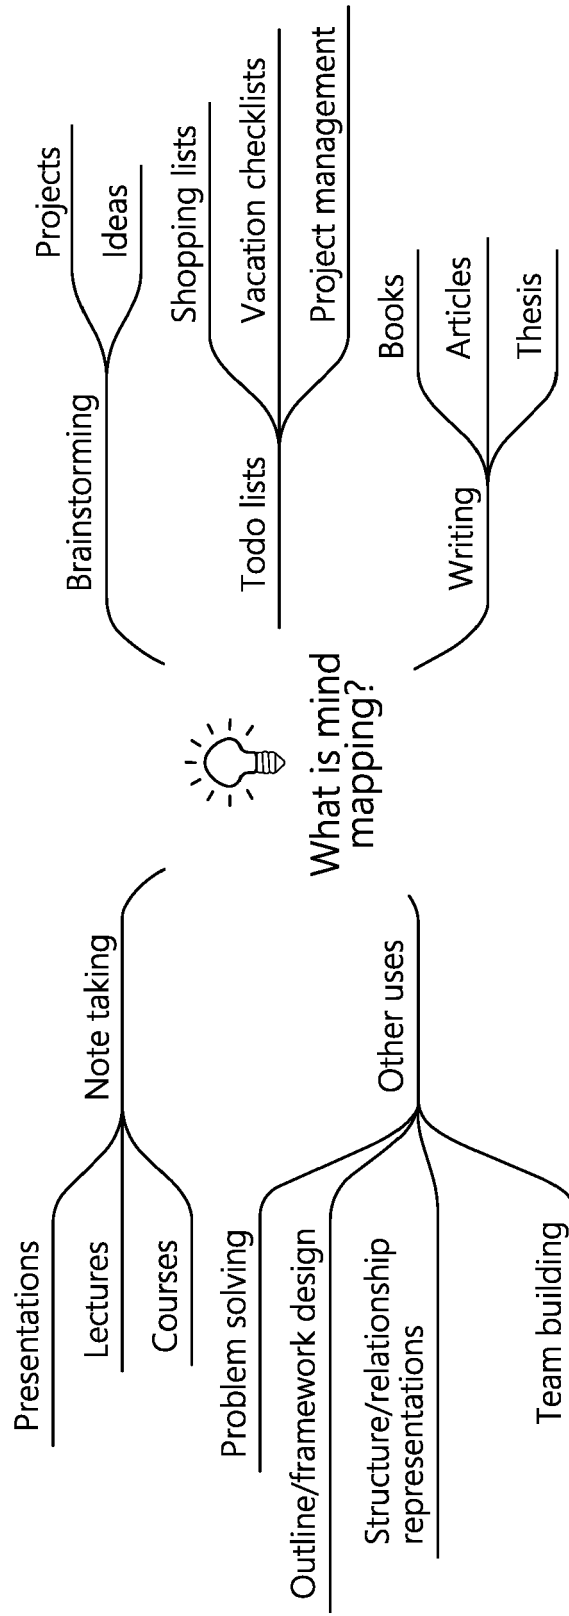 What is mind
mapping?
Note taking
Presentations
Lectures
Courses
Other uses
Problem solving
Outline/framework design
Structure/relationship
representations
Team building
Brainstorming
Projects
Ideas
Todo lists
Shopping lists
Vacation checklists
Project management
Writing
Books
Articles
Thesis